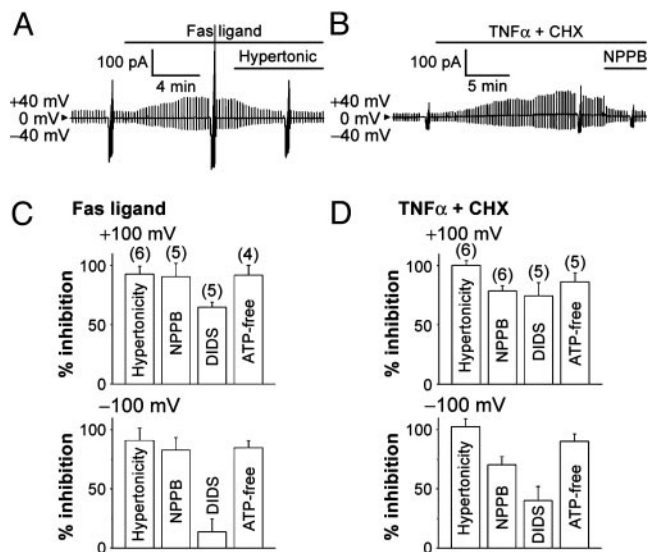 A
Fas ligand
Hypertonic
100 pA
4 min
+40 mV
0 mV
−40 mV
B
TNFα + CHX
NPPB
100 pA
5 min
+40 mV
0 mV
−40 mV
C Fas ligand
+100 mV
(6) (5) (5) (4)
% inhibition
100
50
0
Hypertonicity
NPPB
DIDS
ATP-free
−100 mV
% inhibition
100
50
0
Hypertonicity
NPPB
DIDS
ATP-free
D TNFα + CHX
+100 mV
(6) (6) (5) (5)
% inhibition
100
50
0
Hypertonicity
NPPB
DIDS
ATP-free
−100 mV
% inhibition
100
50
0
Hypertonicity
NPPB
DIDS
ATP-free